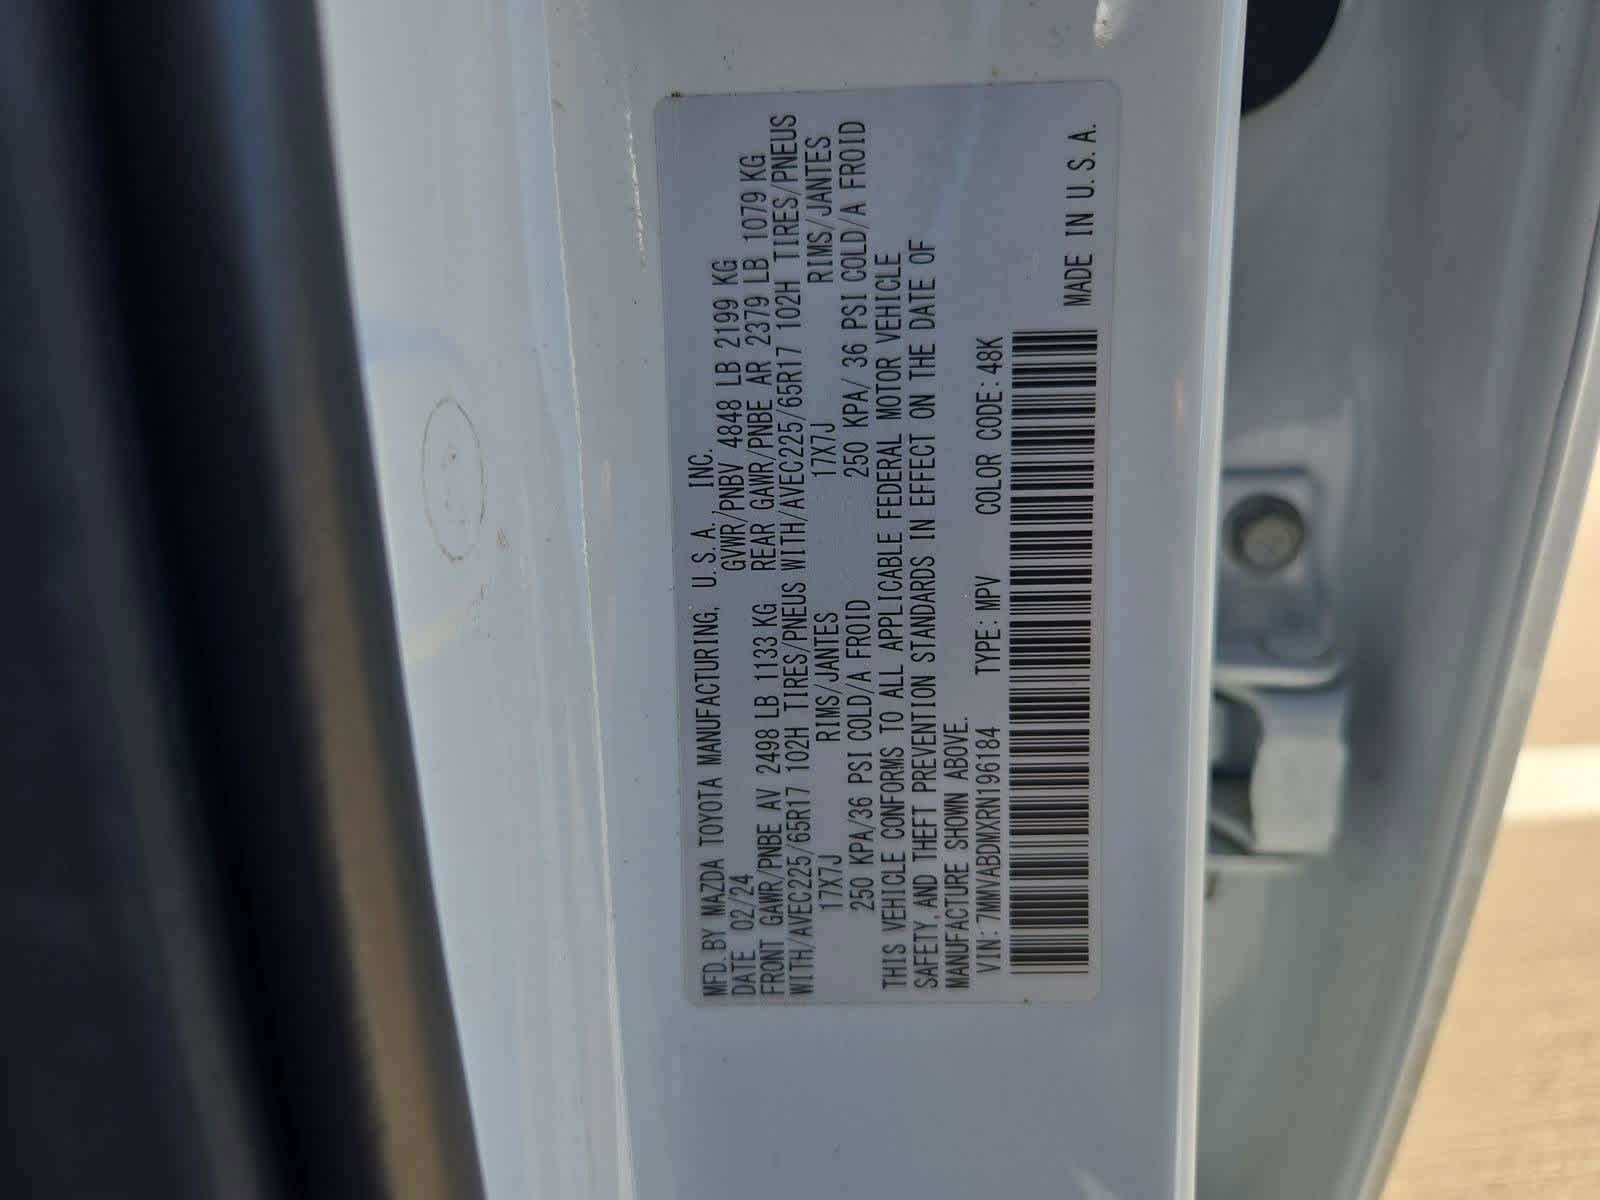 MFD.BY MAZDA TOYOTA MANUFACTURING, U.S.A., INC.
DATE 02/24 GVWR/PNBV 4848 LB 2199 KG
FRONT GAWR/PNBE AV 2498 LB 1133 KG REAR GAWR/PNBE AR 2379 LB 1079 KG
WITH/AVEC225/65R17 102H TIRES/PNEUS WITH/AVEC225/65R17 102H TIRES/PNEUS
17X7J RIMS/JANTES 17X7J RIMS/JANTES
250 KPA/36 PSI COLD/A FROID 250 KPA/ 36 PSI COLD/A FROID
THIS VEHICLE CONFORMS TO ALL APPLICABLE FEDERAL MOTOR VEHICLE
SAFETY, AND THEFT PREVENTION STANDARDS IN EFFECT ON THE DATE OF
MANUFACTURE SHOWN ABOVE.
VIN: 7MMVABDMXRN196184 TYPE: MPV COLOR CODE: 48K
MADE IN U.S.A.